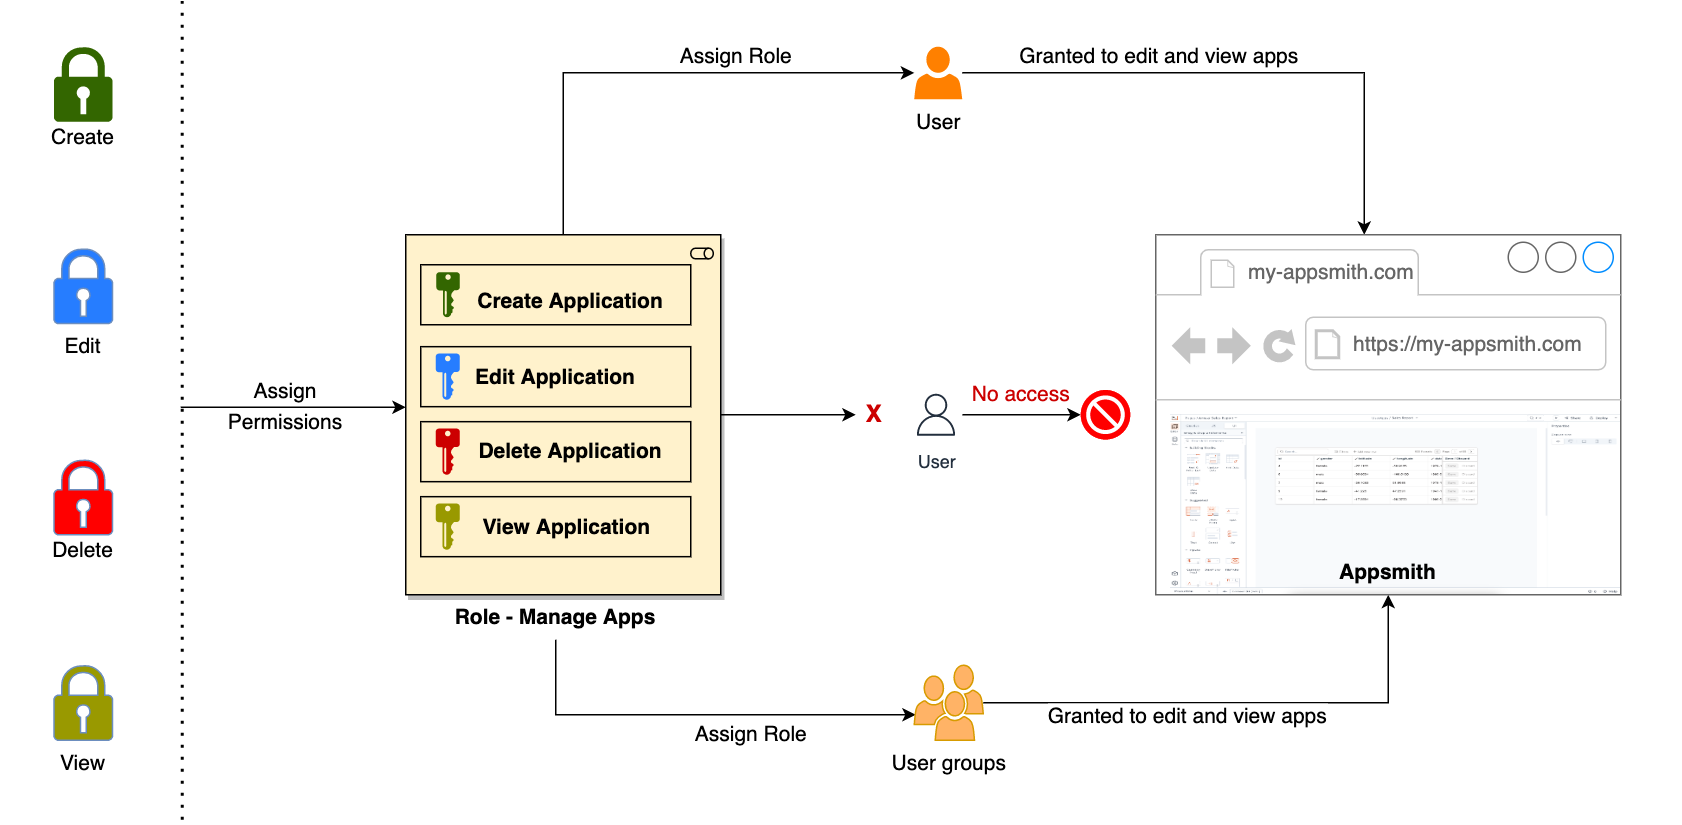 Create
Edit
Delete
View
Assign
Permissions
Create Application
Edit Application
Delete Application
View Application
Role - Manage Apps
Assign Role
User
Granted to edit and view apps
X
User
No access
Assign Role
User groups
Granted to edit and view apps
my-appsmith.com
https://my-appsmith.com
Appsmith